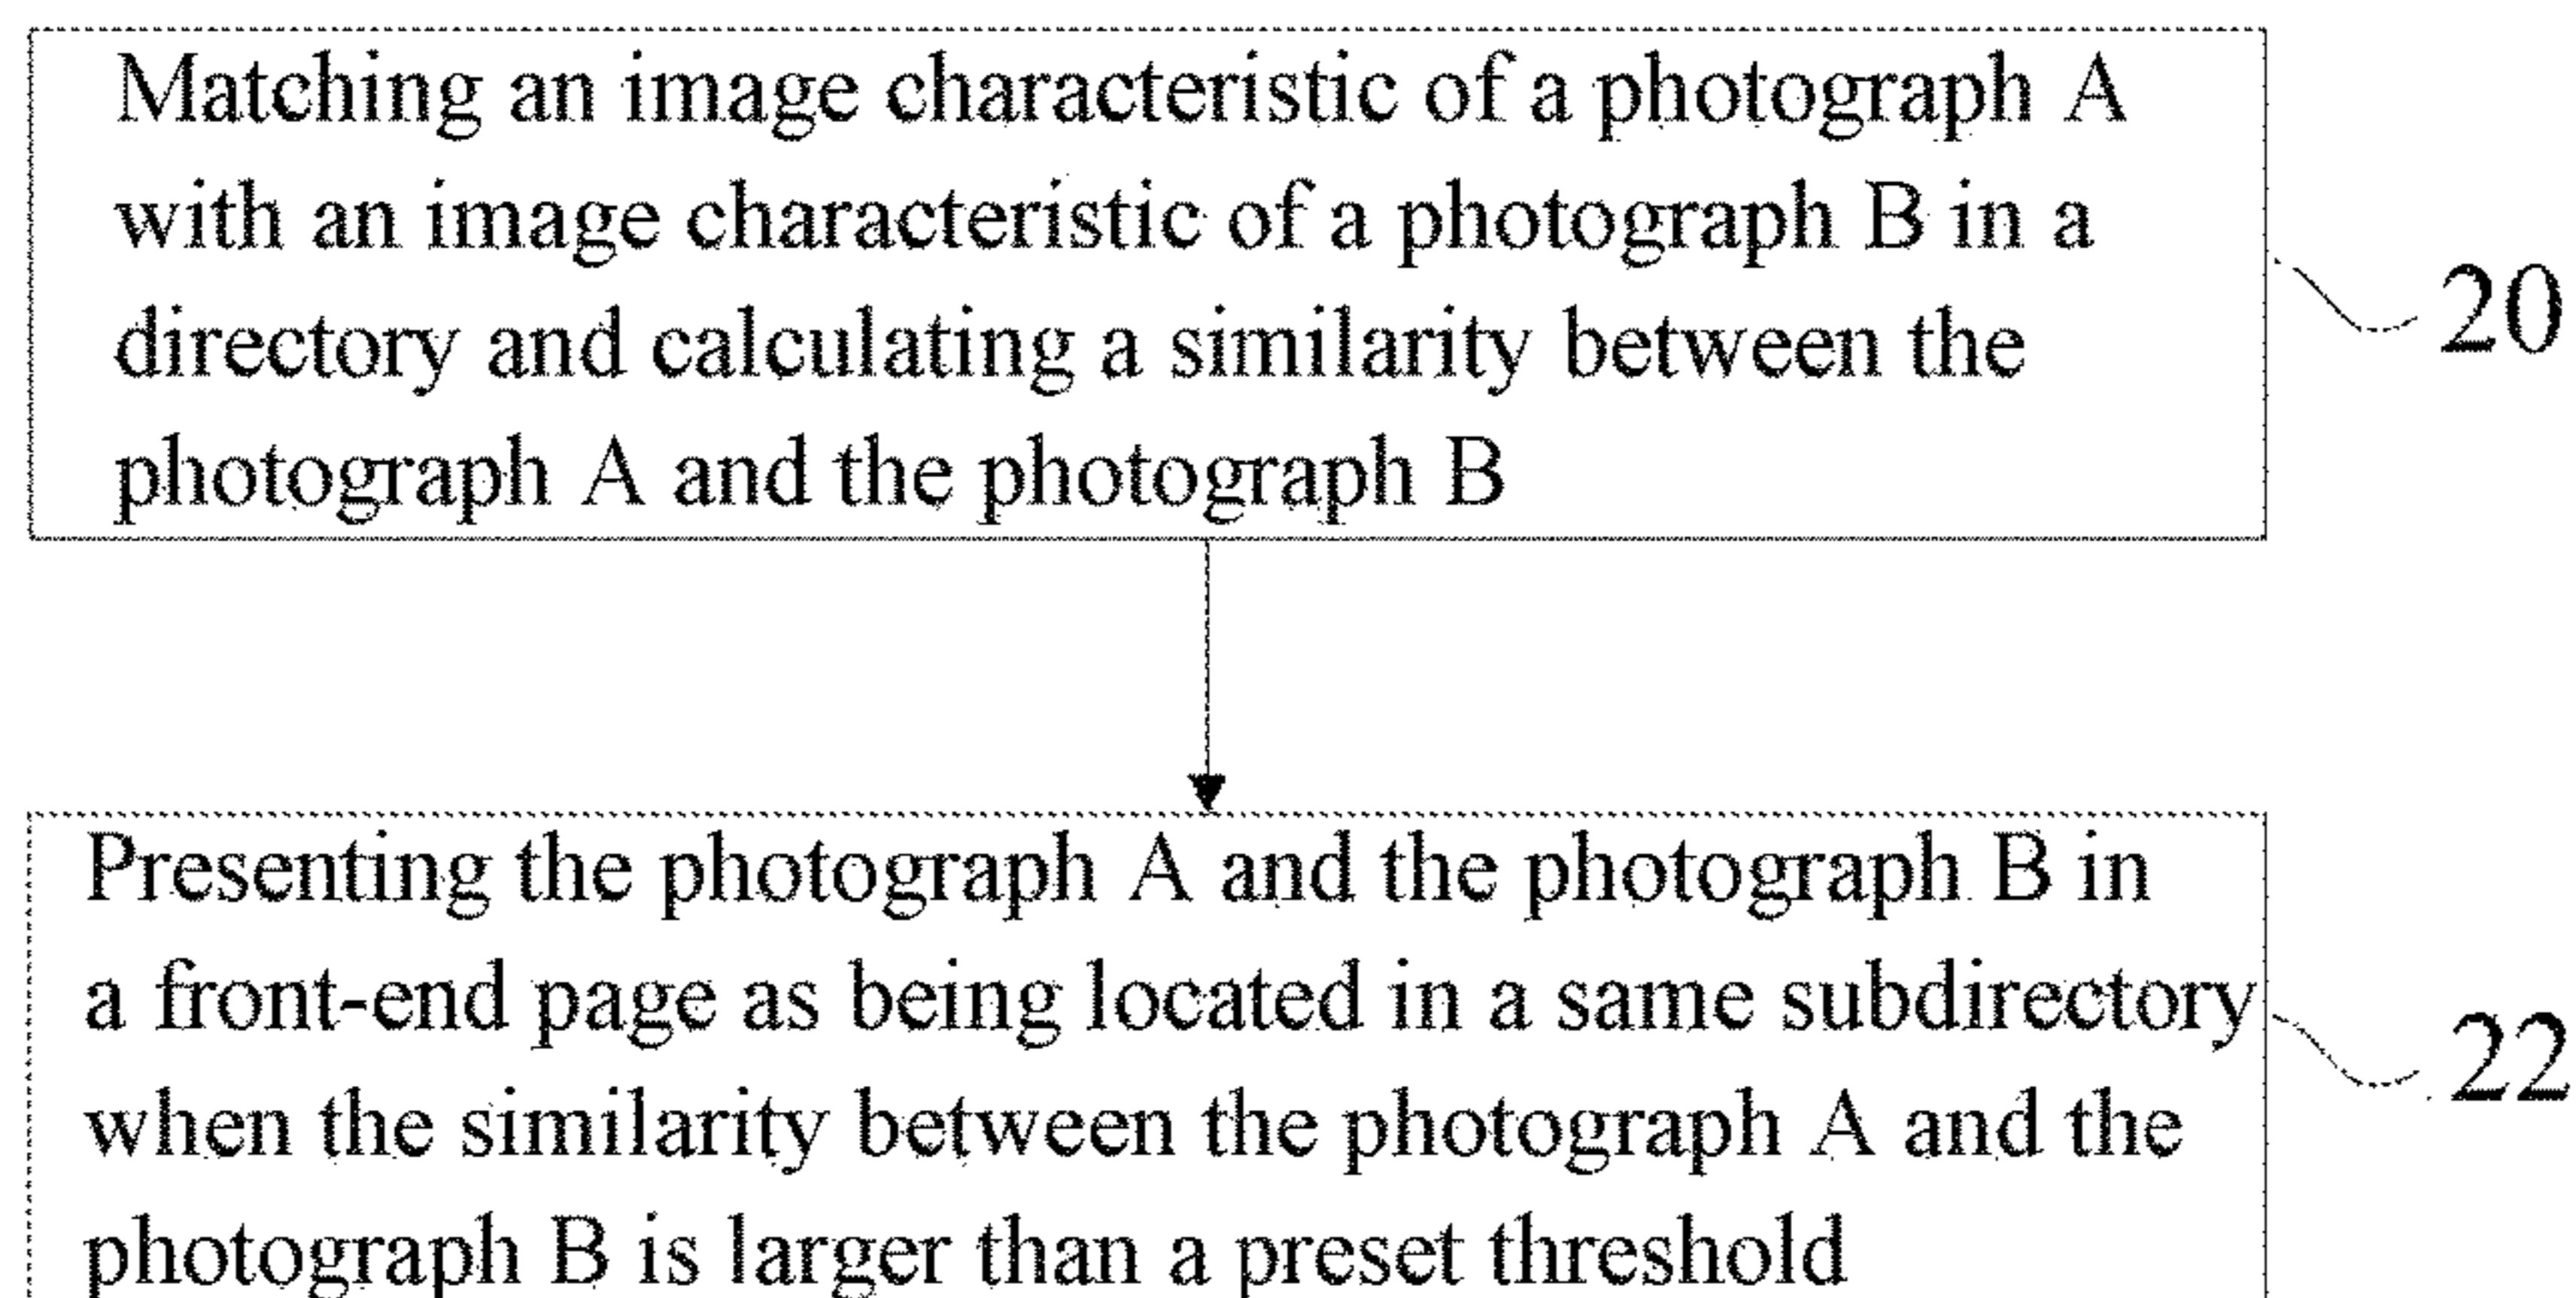 Matching an image characteristic of a photograph A
with an image characteristic of a photograph B in a
directory and calculating a similarity between the
photograph A and the photograph B
20
Presenting the photograph A and the photograph B in
a front-end page as being located in a same subdirectory
when the similarity between the photograph A and the
photograph B is larger than a preset threshold
22